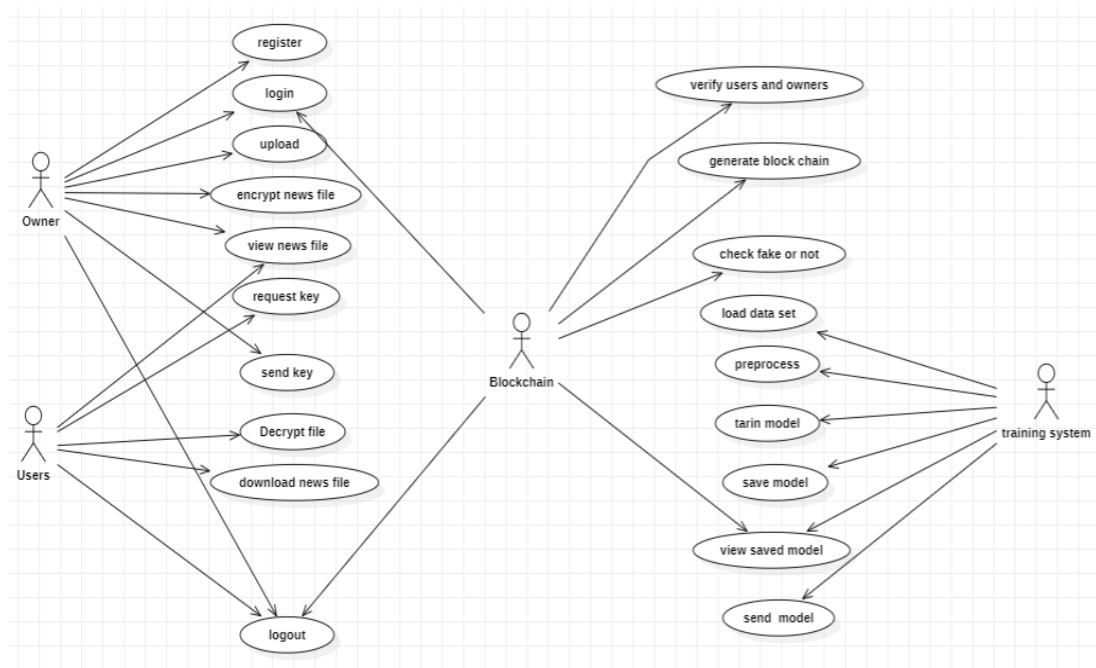 register
login
upload
encrypt news file
Owner
view news file
request key
send key
Users
Decrypt file
download news file
logout
Blockchain
verify users and owners
generate block chain
check fake or not
load data set
preprocess
tarin model
training system
save model
view saved model
send model